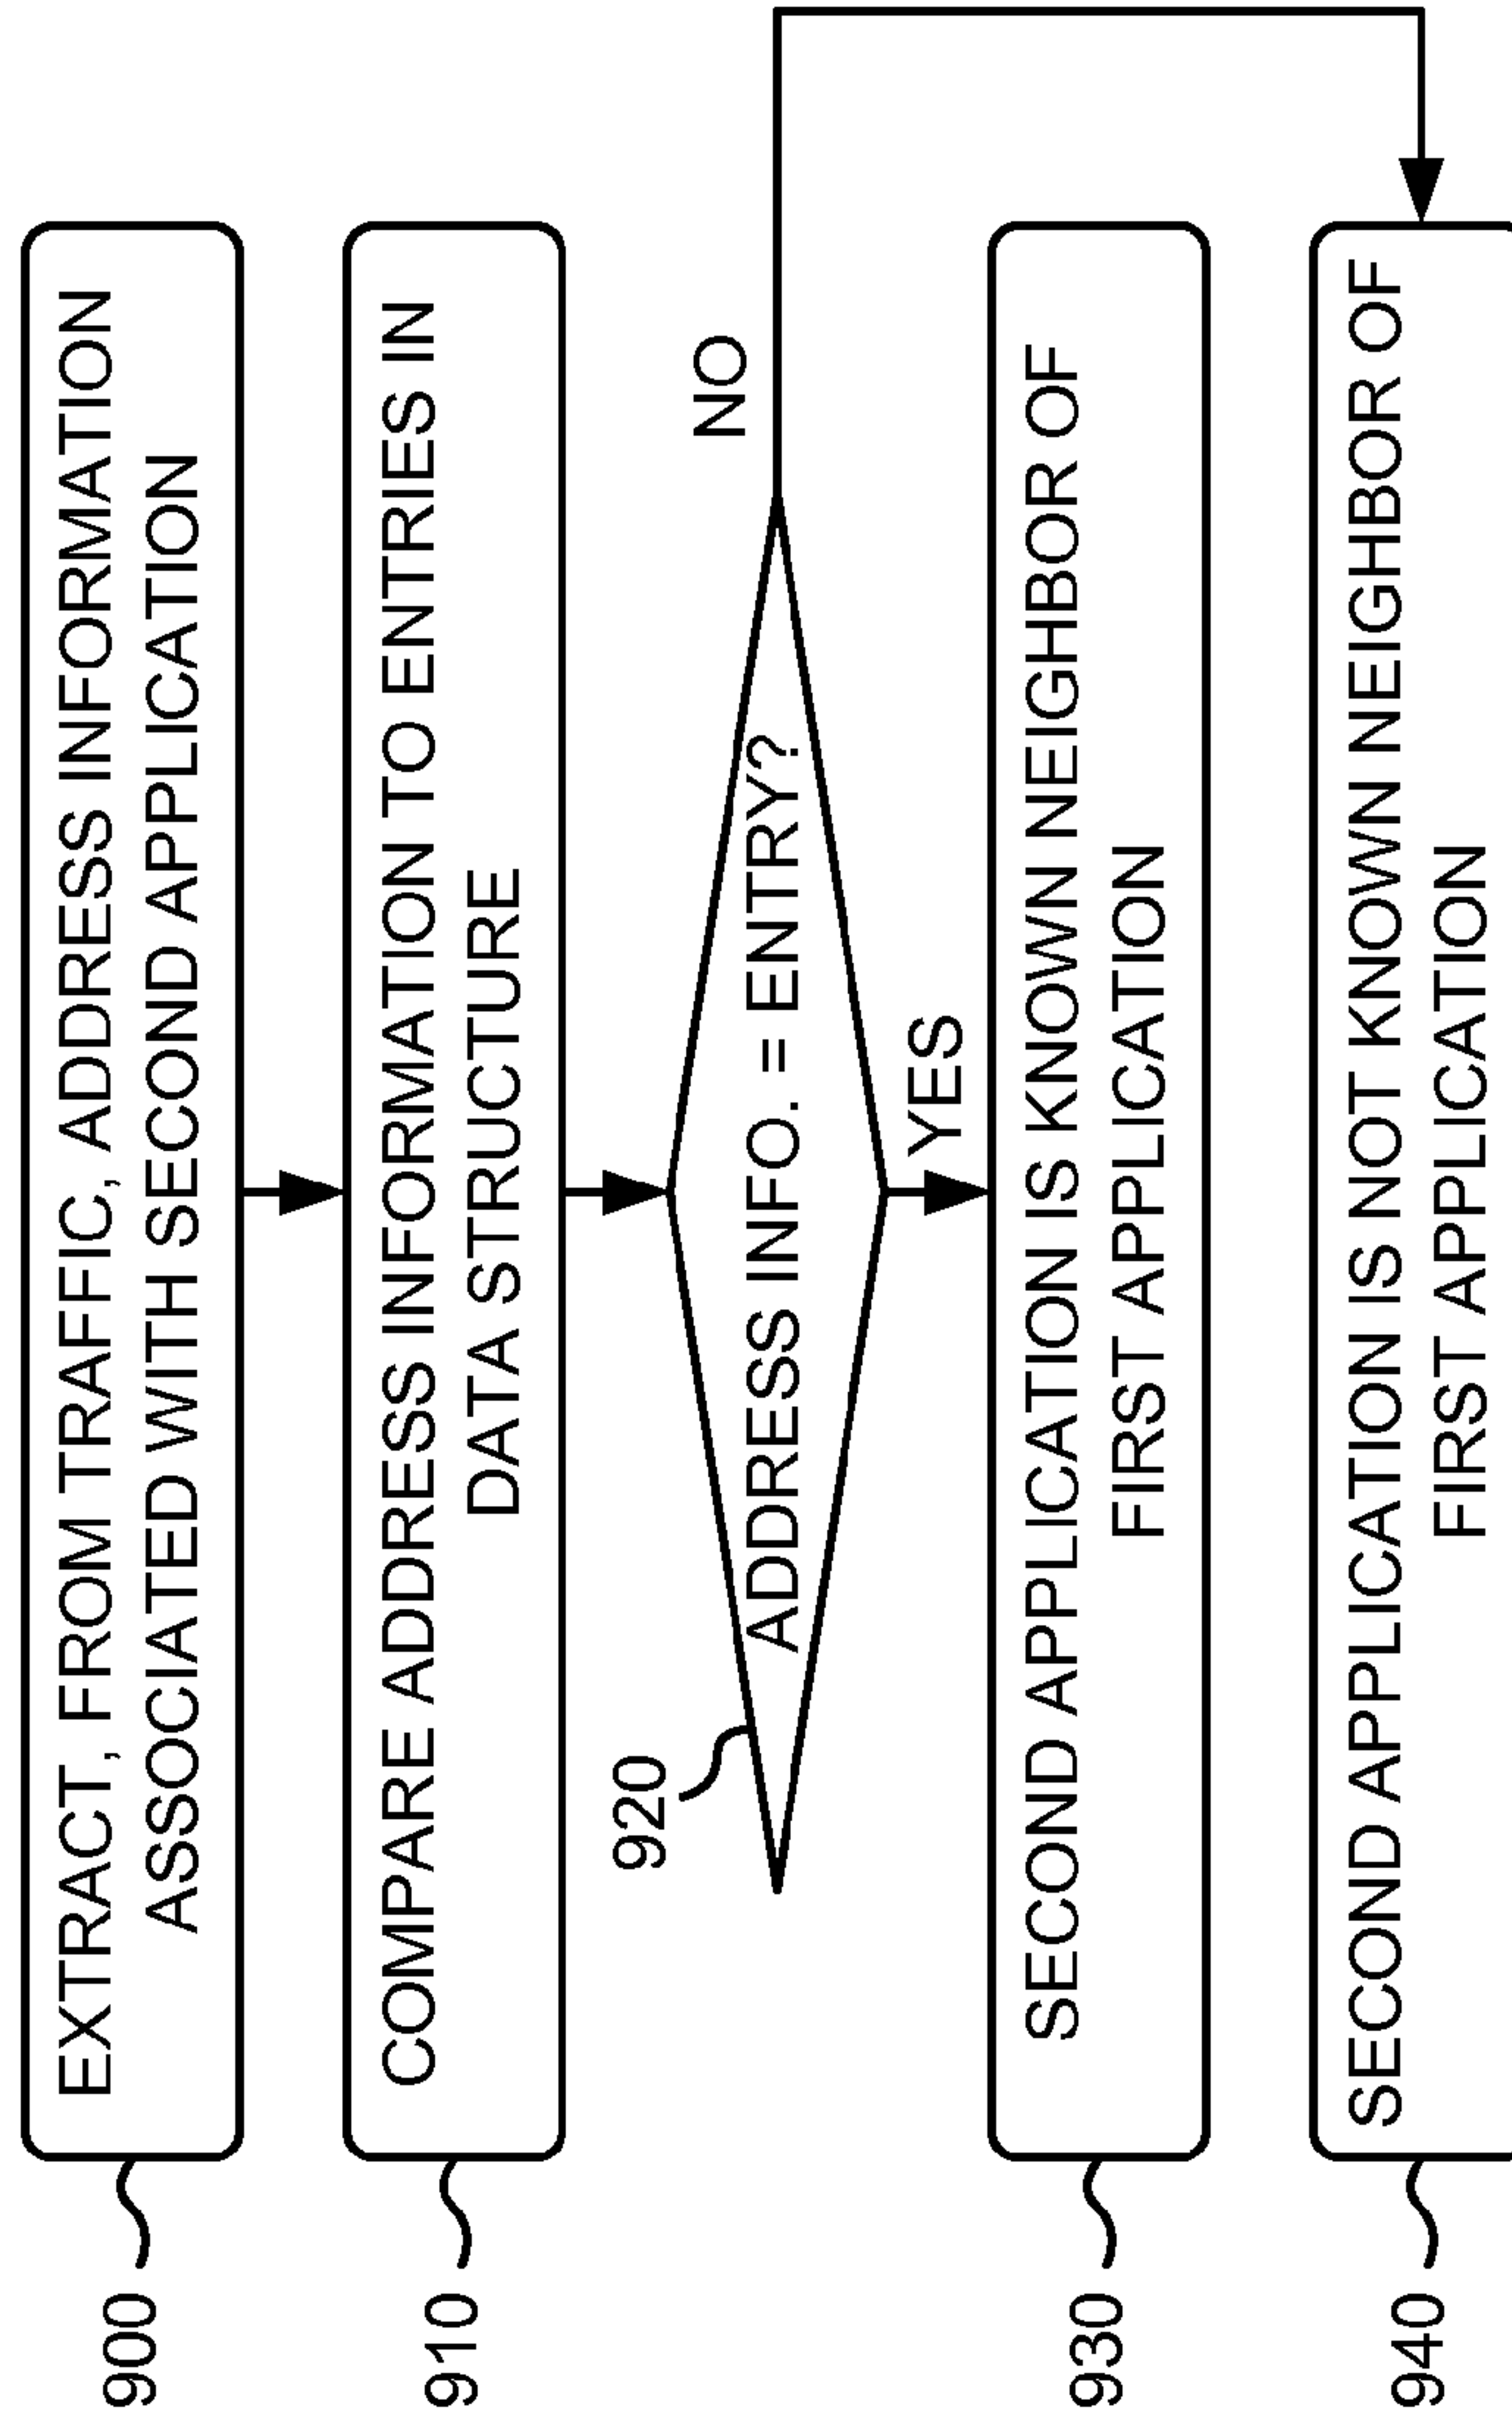 900
EXTRACT, FROM TRAFFIC, ADDRESS INFORMATION
ASSOCIATED WITH SECOND APPLICATION
910
COMPARE ADDRESS INFORMATION TO ENTRIES IN
DATA STRUCTURE
920
ADDRESS INFO. = ENTRY?
NO
YES
930
SECOND APPLICATION IS KNOWN NEIGHBOR OF
FIRST APPLICATION
940
SECOND APPLICATION IS NOT KNOWN NEIGHBOR OF
FIRST APPLICATION